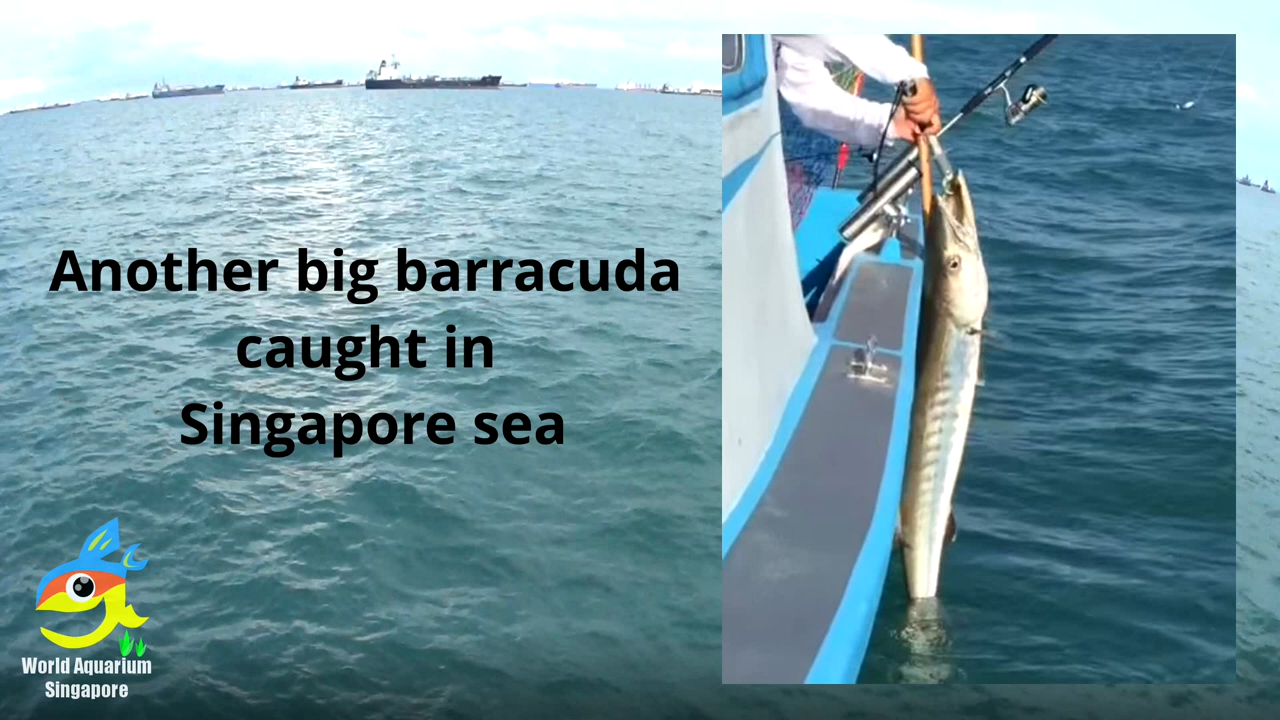 Another big barracuda
caught in
Singapore sea
World Aquarium
Singapore